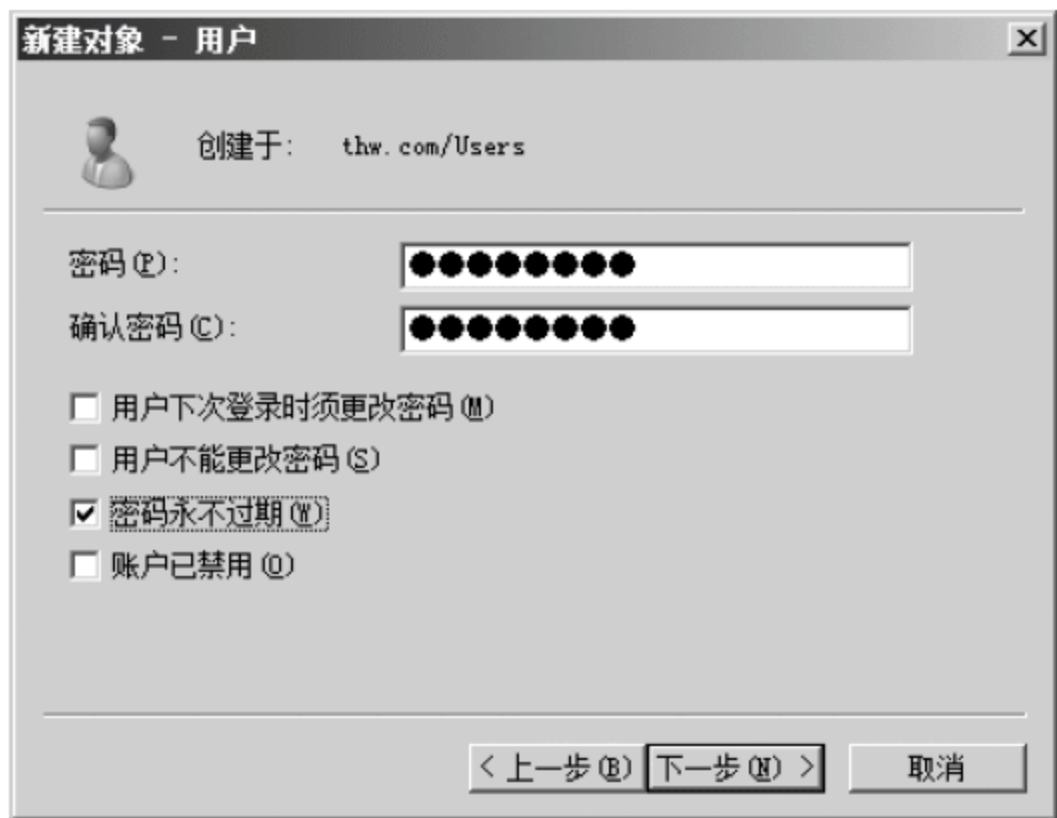 新建对象 - 用户
创建于: thw.com/Users
密码(P): ●●●●●●●●
确认密码(C): ●●●●●●●●
用户下次登录时须更改密码(M)
用户不能更改密码(S)
密码永不过期(W)
账户已禁用(O)
< 上一步(B) 下一步(N) > 取消